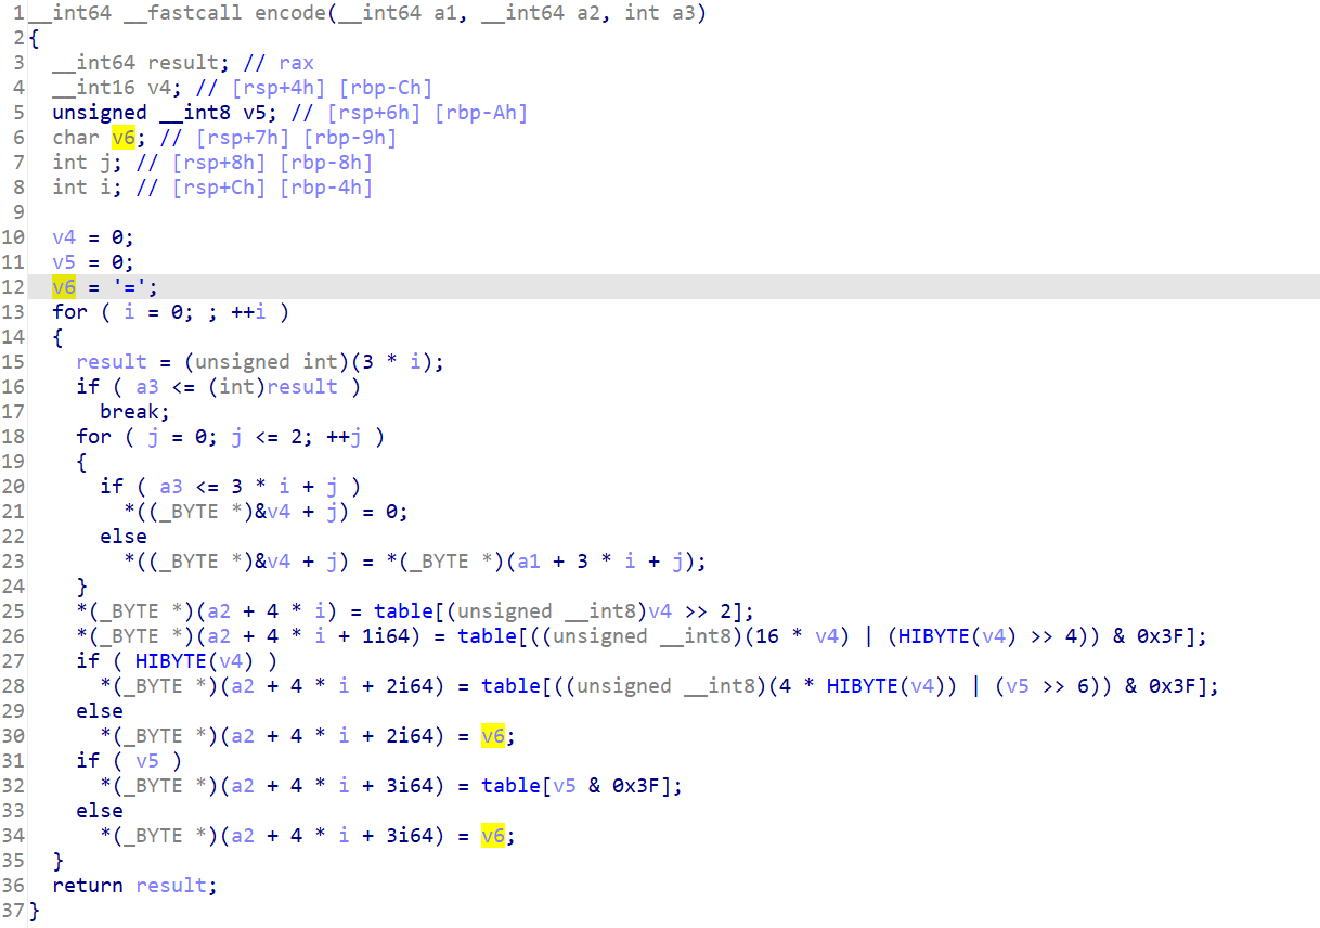 1 __int64 __fastcall encode(__int64 a1, __int64 a2, int a3)
2 {
3   __int64 result; // rax
4   __int16 v4; // [rsp+4h] [rbp-Ch]
5   unsigned __int8 v5; // [rsp+6h] [rbp-Ah]
6   char v6; // [rsp+7h] [rbp-9h]
7   int j; // [rsp+8h] [rbp-8h]
8   int i; // [rsp+Ch] [rbp-4h]
9
10   v4 = 0;
11   v5 = 0;
12   v6 = '=';
13   for ( i = 0; ; ++i )
14   {
15     result = (unsigned int)(3 * i);
16     if ( a3 <= (int)result )
17       break;
18     for ( j = 0; j <= 2; ++j )
19     {
20       if ( a3 <= 3 * i + j )
21         *((_BYTE *)&v4 + j) = 0;
22       else
23         *((_BYTE *)&v4 + j) = *(_BYTE *)(a1 + 3 * i + j);
24     }
25     *(_BYTE *)(a2 + 4 * i) = table[(unsigned __int8)v4 >> 2];
26     *(_BYTE *)(a2 + 4 * i + 1i64) = table[((unsigned __int8)(16 * v4) | (HIBYTE(v4) >> 4)) & 0x3F];
27     if ( HIBYTE(v4) )
28       *(_BYTE *)(a2 + 4 * i + 2i64) = table[((unsigned __int8)(4 * HIBYTE(v4)) | (v5 >> 6)) & 0x3F];
29     else
30       *(_BYTE *)(a2 + 4 * i + 2i64) = v6;
31     if ( v5 )
32       *(_BYTE *)(a2 + 4 * i + 3i64) = table[v5 & 0x3F];
33     else
34       *(_BYTE *)(a2 + 4 * i + 3i64) = v6;
35   }
36   return result;
37 }